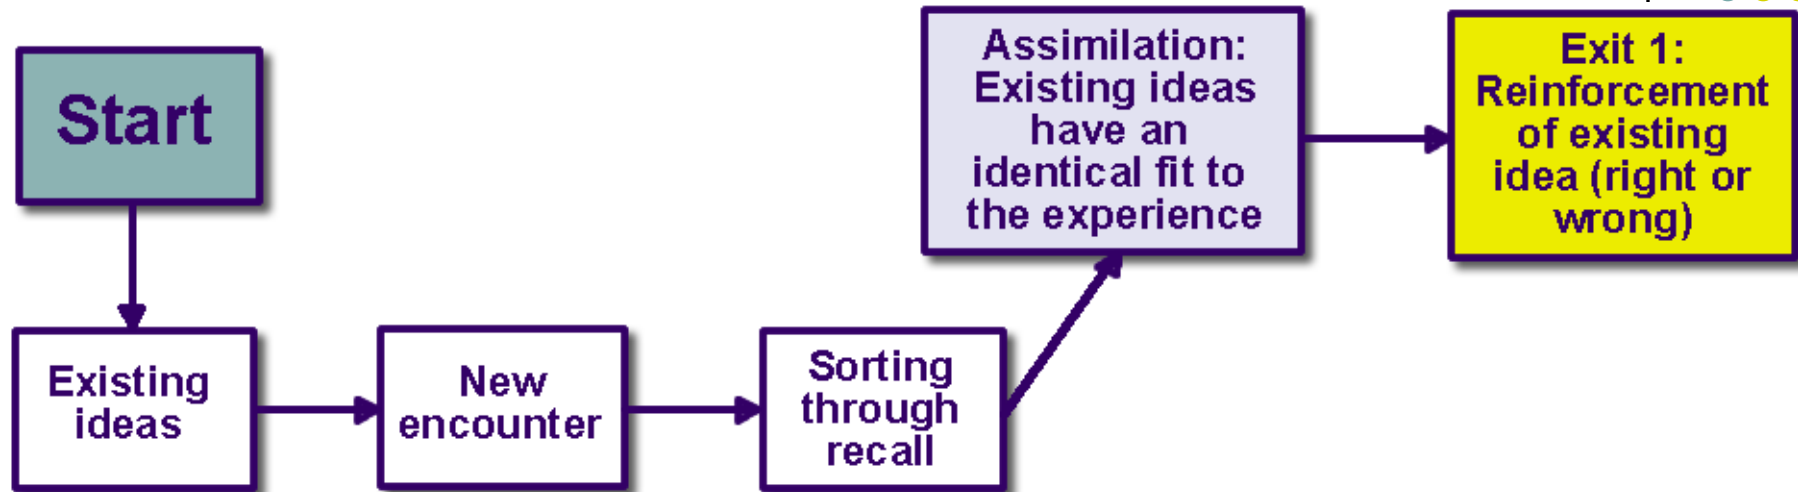 Start
Existing
ideas
New
encounter
Sorting
through
recall
Assimilation:
Existing ideas
have an
identical fit to
the experience
Exit 1:
Reinforcement
of existing
idea (right or
wrong)